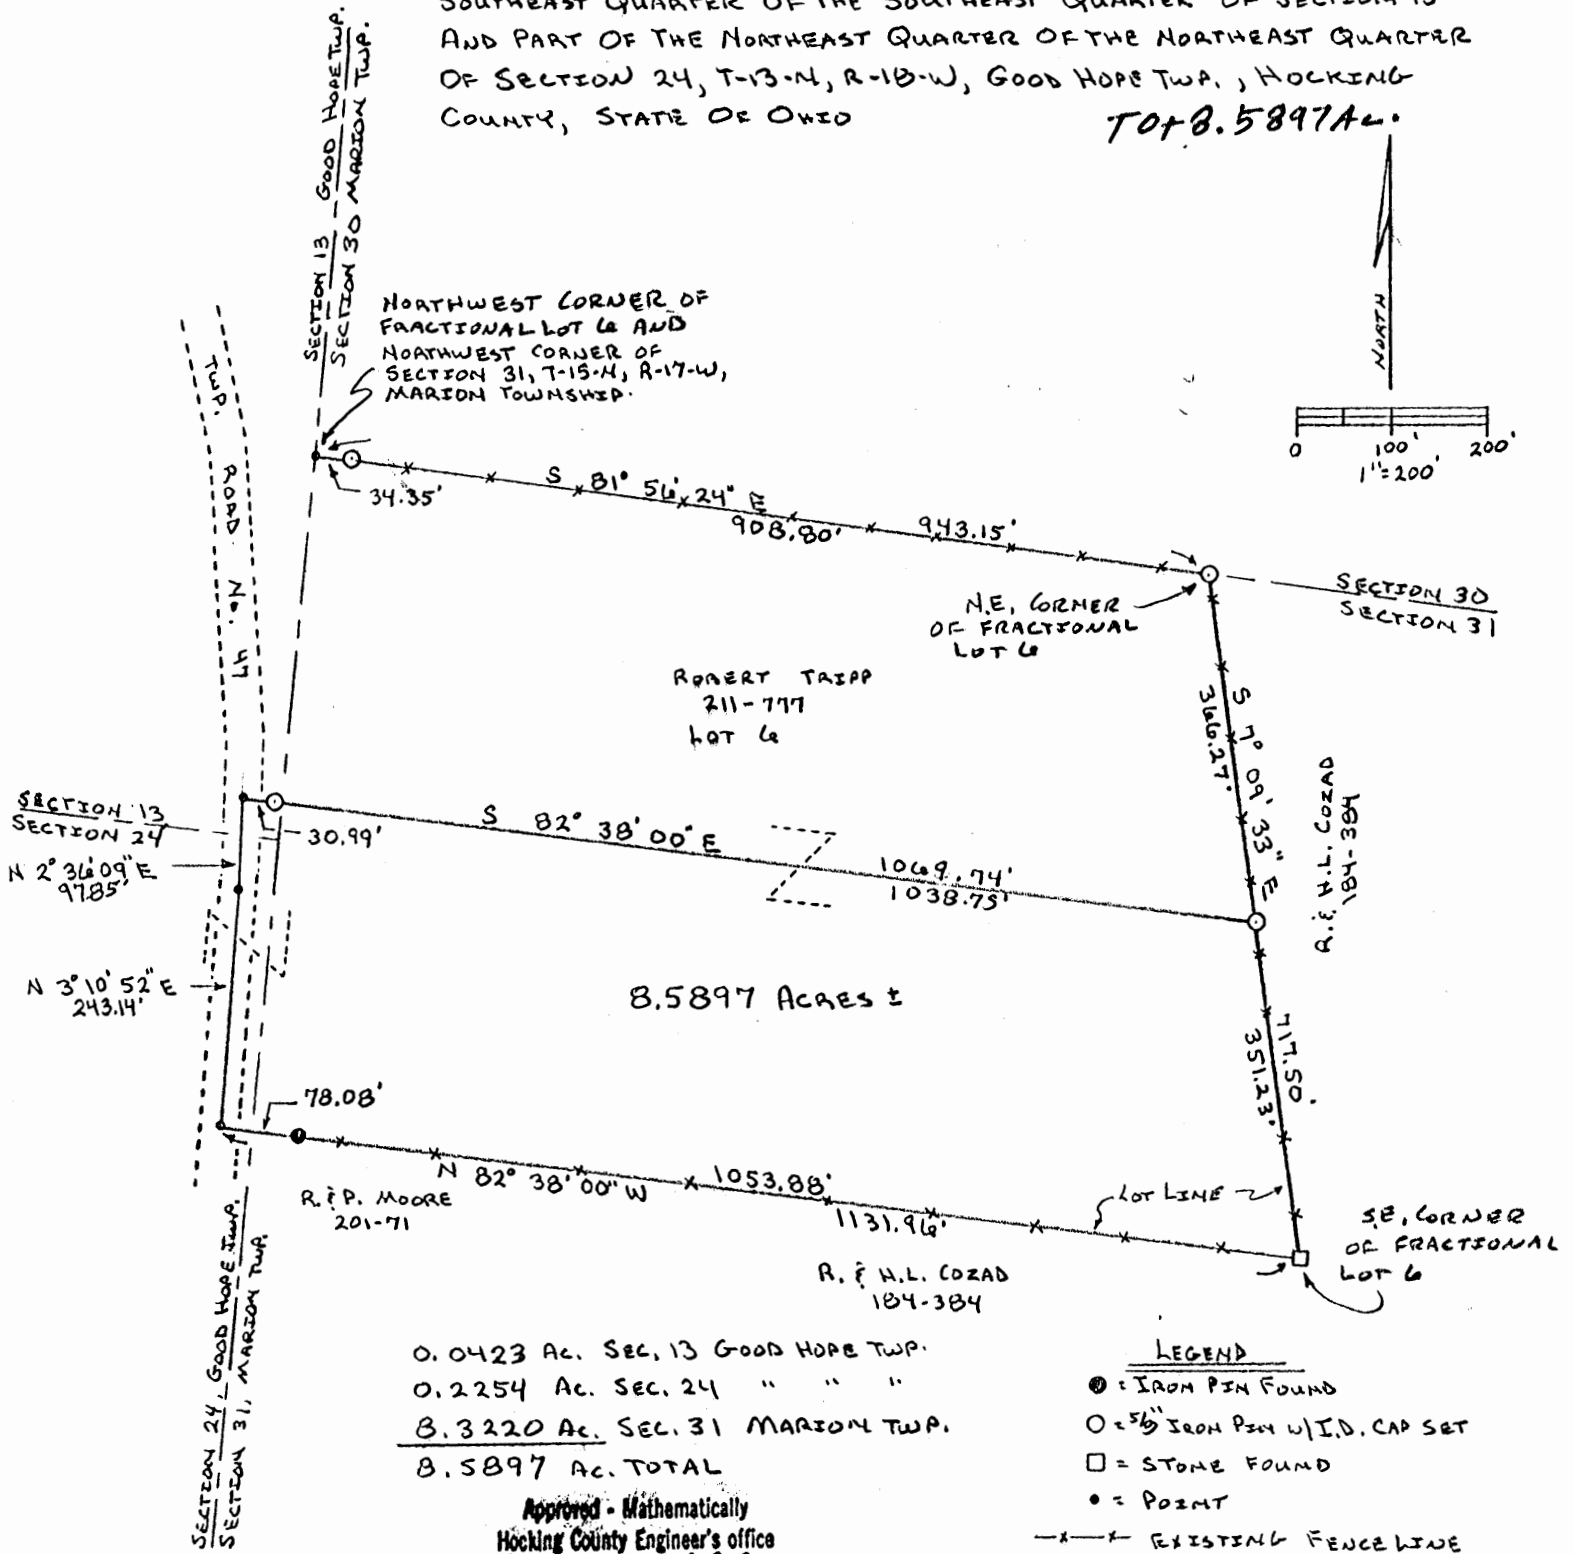 SOUTHEAST QUARTER OF THE SOUTHEAST QUARTER OF SECTION 13
AND PART OF THE NORTHEAST QUARTER OF THE NORTHEAST QUARTER
OF SECTION 24, T-13-N, R-18-W, GOOD HOPE TWP., HOCKING
COUNTY, STATE OF OHIO
TOT 8.5897 Ac.
SECTION 13 GOOD HOPE TWP.
SECTION 30 MARION TWP.
NORTH
0 100' 200'
1"=200'
NORTHWEST CORNER OF
FRACTIONAL LOT 6 AND
NORTHWEST CORNER OF
SECTION 31, T-15-N, R-17-W,
MARION TOWNSHIP.
TWP. ROAD No. 47
34.35'
S 81° 56' 24" E
908.80'
943.15'
N.E. CORNER
OF FRACTIONAL
LOT 6
SECTION 30
SECTION 31
ROBERT TRIPP
211-777
LOT 6
S 7° 09' 33" E
366.27'
R. & H.L. COZAD
184-384
SECTION 13
SECTION 24
30.99'
S 82° 38' 00" E
1069.74'
1038.75'
N 2° 36' 09" E
97.85'
N 3° 10' 52" E
243.14'
8.5897 ACRES ±
717.50'
351.23'
78.08'
N 82° 38' 00" W
1053.88'
1131.96'
R. & P. MOORE
201-71
LOT LINE
S.E. CORNER
OF FRACTIONAL
LOT 6
R. & H.L. COZAD
184-384
SECTION 24, GOOD HOPE TWP.
SECTION 31, MARION TWP.
0.0423 Ac. SEC. 13 GOOD HOPE TWP.
0.2254 Ac. SEC. 24 " " "
8.3220 Ac. SEC. 31 MARION TWP.
8.5897 Ac. TOTAL
LEGEND
= IRON PIN FOUND
= 5/8" IRON PIN W/I.D. CAP SET
= STONE FOUND
= POINT
EXISTING FENCE LINE
Approved - Mathematically
Hocking County Engineer's office